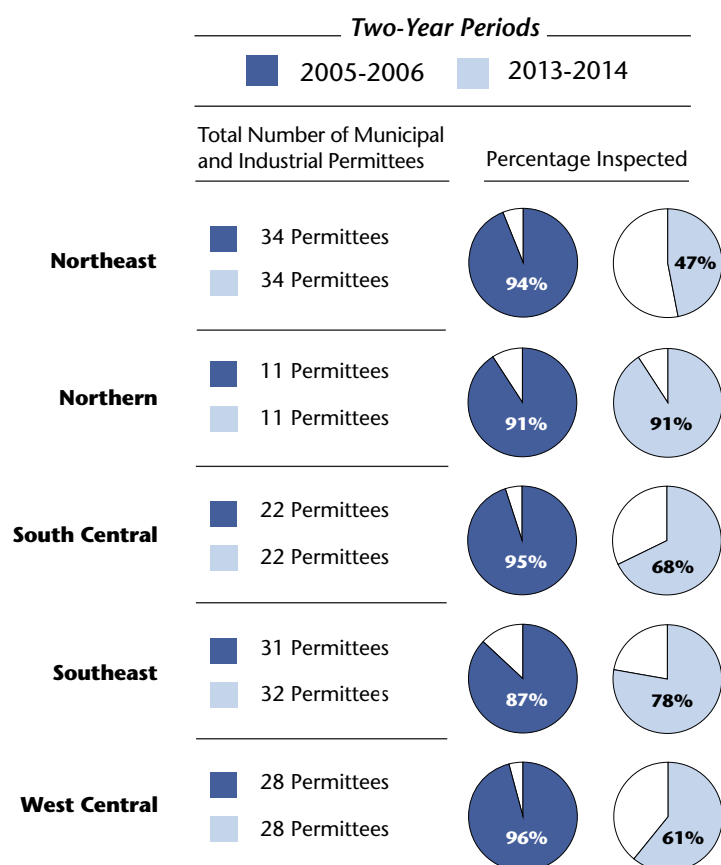 Two-Year Periods
2005-2006 2013-2014
Total Number of Municipal
and Industrial Permittees
Percentage Inspected
Northeast
34 Permittees
34 Permittees
94%
47%
Northern
11 Permittees
11 Permittees
91%
91%
South Central
22 Permittees
22 Permittees
95%
68%
Southeast
31 Permittees
32 Permittees
87%
78%
West Central
28 Permittees
28 Permittees
96%
61%